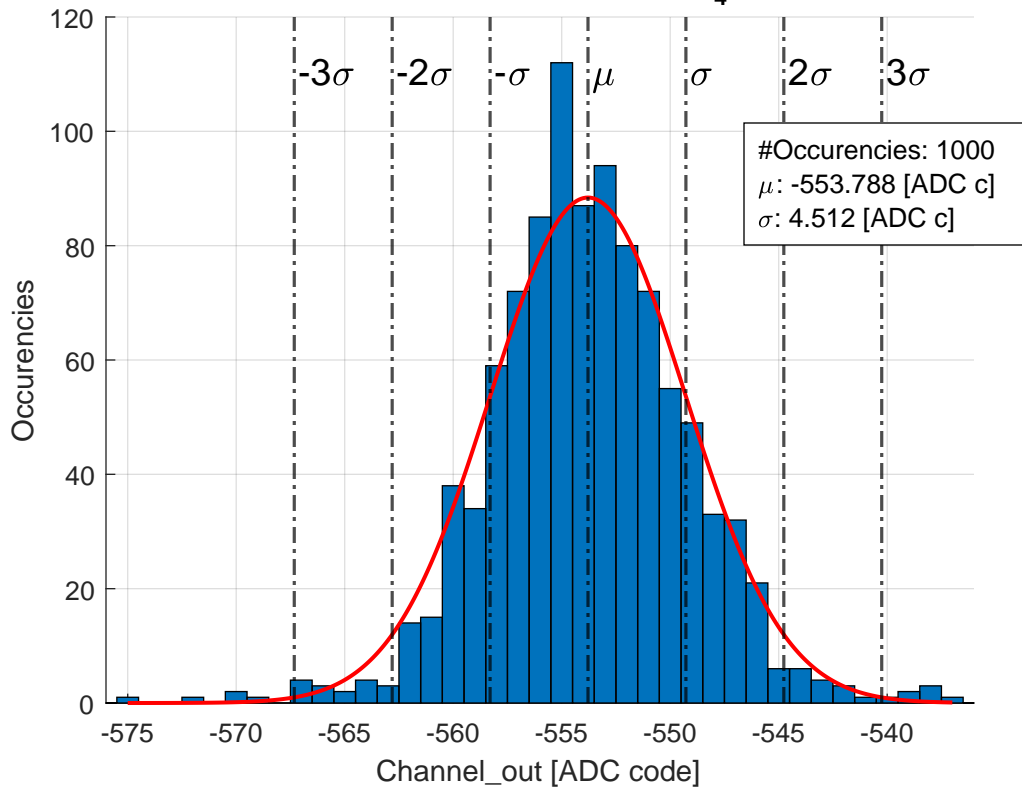 4
120
100
80
60
40
20
0
-3σ
-2σ
-σ
μ
σ
2σ
3σ
#Occurencies: 1000
μ: -553.788 [ADC c]
σ: 4.512 [ADC c]
Occurencies
-575
-570
-565
-560
-555
-550
-545
-540
Channel_out [ADC code]